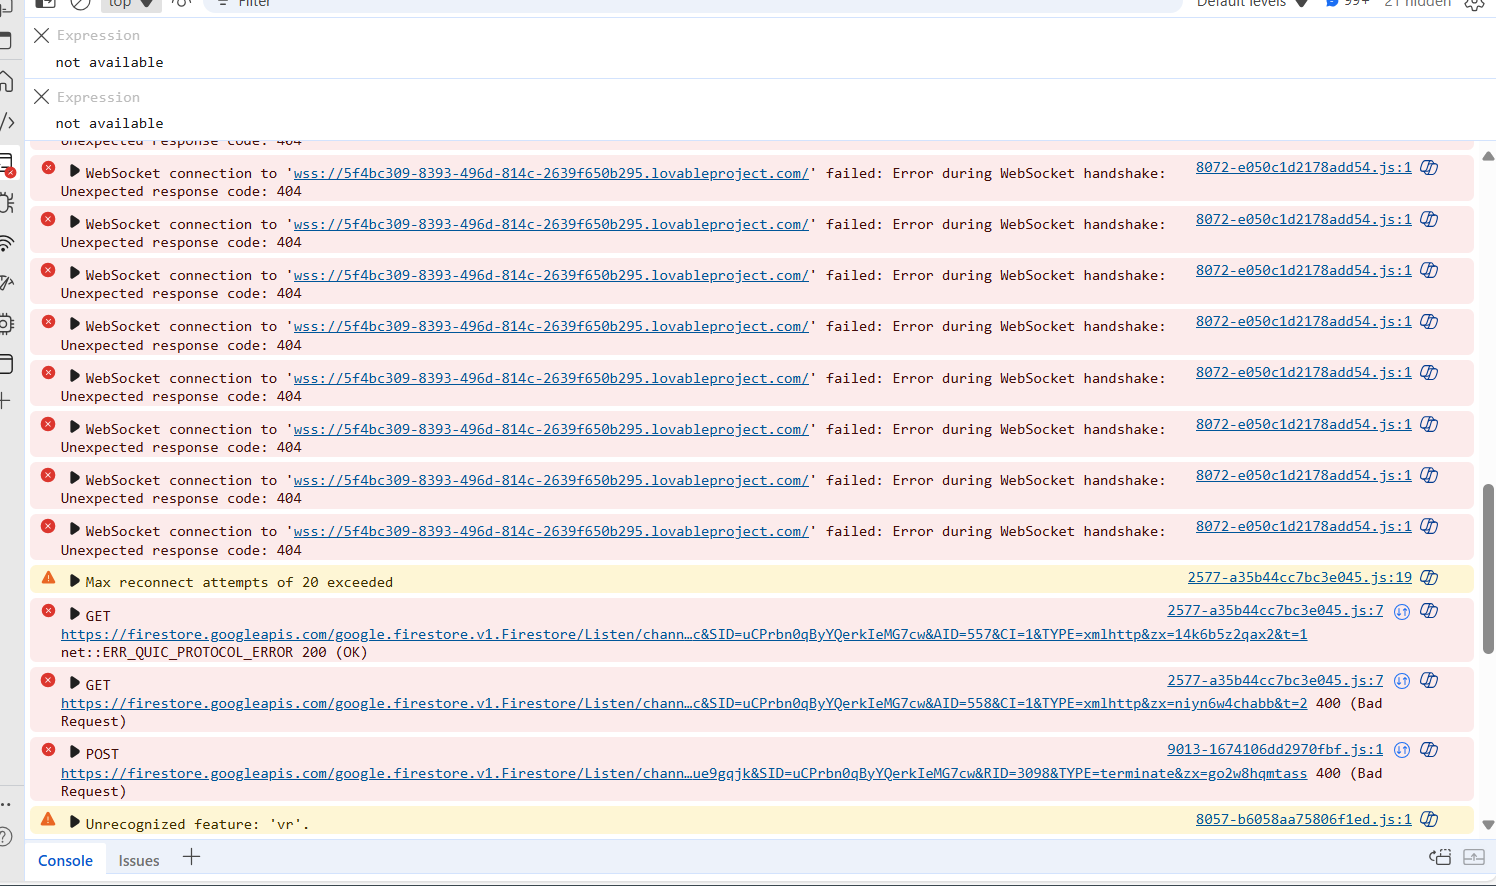 top Filter Default levels 99+ 21 hidden
Expression
not available
Expression
not available
Unexpected response code: 404
WebSocket connection to 'wss://5f4bc309-8393-496d-814c-2639f650b295.lovableproject.com/' failed: Error during WebSocket handshake: 8072-e050c1d2178add54.js:1
Unexpected response code: 404
WebSocket connection to 'wss://5f4bc309-8393-496d-814c-2639f650b295.lovableproject.com/' failed: Error during WebSocket handshake: 8072-e050c1d2178add54.js:1
Unexpected response code: 404
WebSocket connection to 'wss://5f4bc309-8393-496d-814c-2639f650b295.lovableproject.com/' failed: Error during WebSocket handshake: 8072-e050c1d2178add54.js:1
Unexpected response code: 404
WebSocket connection to 'wss://5f4bc309-8393-496d-814c-2639f650b295.lovableproject.com/' failed: Error during WebSocket handshake: 8072-e050c1d2178add54.js:1
Unexpected response code: 404
WebSocket connection to 'wss://5f4bc309-8393-496d-814c-2639f650b295.lovableproject.com/' failed: Error during WebSocket handshake: 8072-e050c1d2178add54.js:1
Unexpected response code: 404
WebSocket connection to 'wss://5f4bc309-8393-496d-814c-2639f650b295.lovableproject.com/' failed: Error during WebSocket handshake: 8072-e050c1d2178add54.js:1
Unexpected response code: 404
WebSocket connection to 'wss://5f4bc309-8393-496d-814c-2639f650b295.lovableproject.com/' failed: Error during WebSocket handshake: 8072-e050c1d2178add54.js:1
Unexpected response code: 404
WebSocket connection to 'wss://5f4bc309-8393-496d-814c-2639f650b295.lovableproject.com/' failed: Error during WebSocket handshake: 8072-e050c1d2178add54.js:1
Unexpected response code: 404
Max reconnect attempts of 20 exceeded 2577-a35b44cc7bc3e045.js:19
GET 2577-a35b44cc7bc3e045.js:7
https://firestore.googleapis.com/google.firestore.v1.Firestore/Listen/chann…c&SID=uCPrbn0qByYQerkIeMG7cw&AID=557&CI=1&TYPE=xmlhttp&zx=14k6b5z2qax2&t=1
net::ERR_QUIC_PROTOCOL_ERROR 200 (OK)
GET 2577-a35b44cc7bc3e045.js:7
https://firestore.googleapis.com/google.firestore.v1.Firestore/Listen/chann…c&SID=uCPrbn0qByYQerkIeMG7cw&AID=558&CI=1&TYPE=xmlhttp&zx=niyn6w4chabb&t=2 400 (Bad
Request)
POST 9013-1674106dd2970fbf.js:1
https://firestore.googleapis.com/google.firestore.v1.Firestore/Listen/chann…ue9gqjk&SID=uCPrbn0qByYQerkIeMG7cw&RID=3098&TYPE=terminate&zx=go2w8hqmtass 400 (Bad
Request)
Unrecognized feature: 'vr'. 8057-b6058aa75806f1ed.js:1
Console Issues